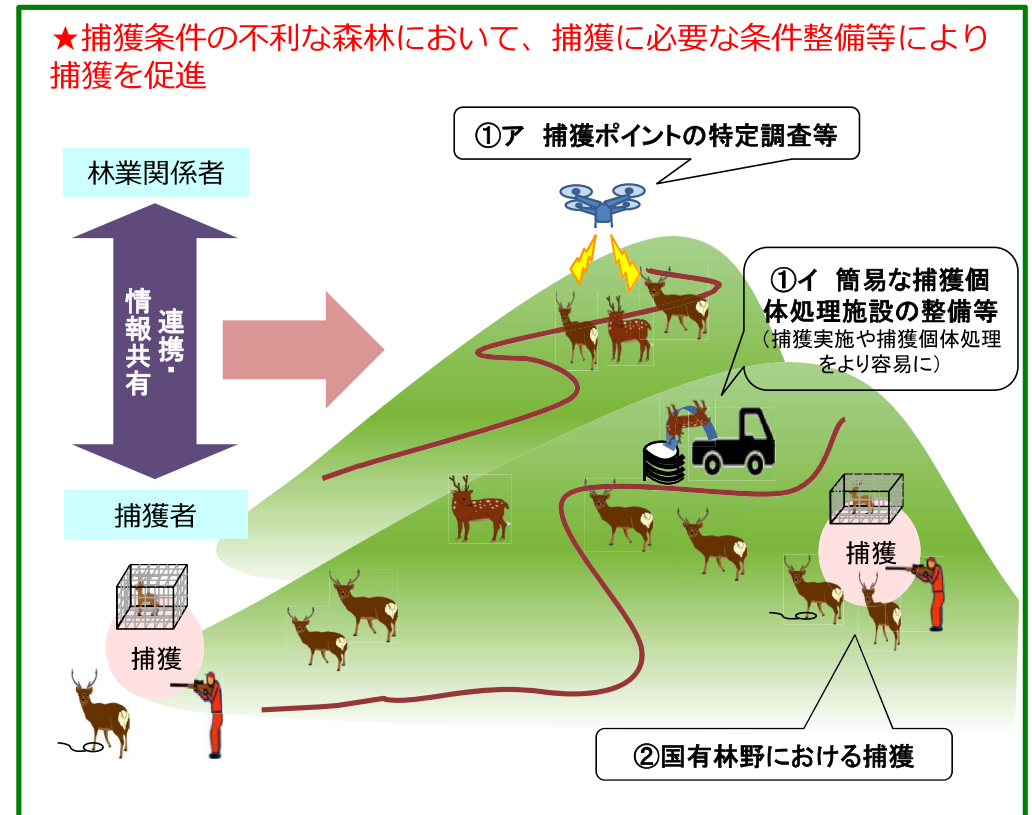 ★捕獲条件の不利な森林において、捕獲に必要な条件整備等により
捕獲を促進
①ア 捕獲ポイントの特定調査等
林業関係者
①イ 簡易な捕獲個
体処理施設の整備等
（捕獲実施や捕獲個体処理
をより容易に）
連携・
情報共有
捕獲者
捕獲
捕獲
②国有林野における捕獲